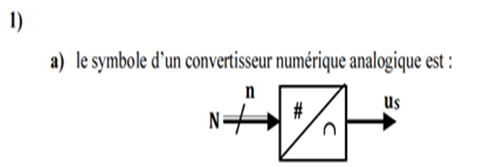 1)
a) le symbole d'un convertisseur numérique analogique est :
n
N # us
∩